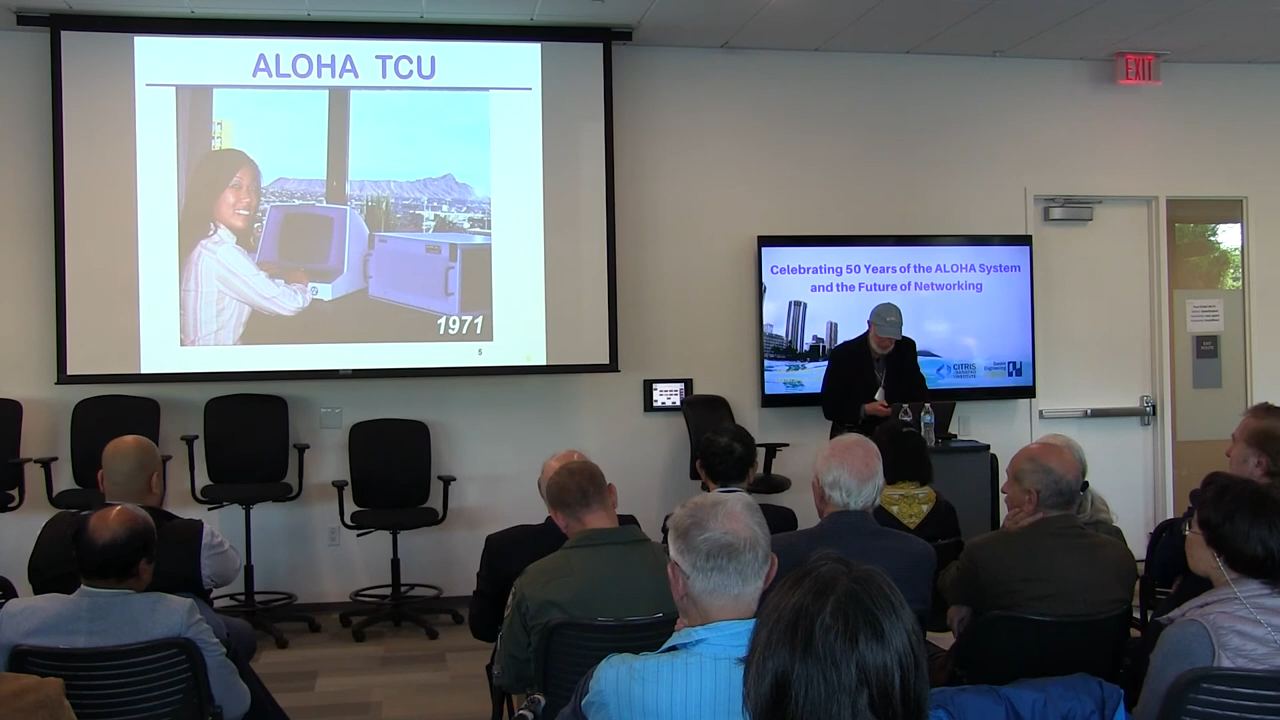 ALOHA TCU
1971
5
EXIT
Celebrating 50 Years of the ALOHA System
and the Future of Networking
CITRIS